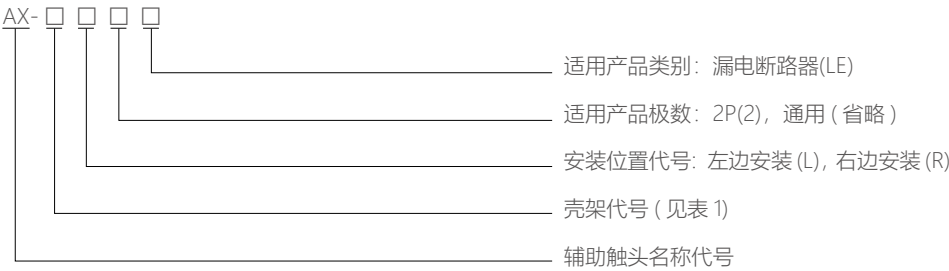 AX-□ □ □ □
适用产品类别：漏电断路器(LE)
适用产品极数：2P(2)，通用 ( 省略 )
安装位置代号：左边安装 (L), 右边安装 (R)
壳架代号 ( 见表 1)
辅助触头名称代号